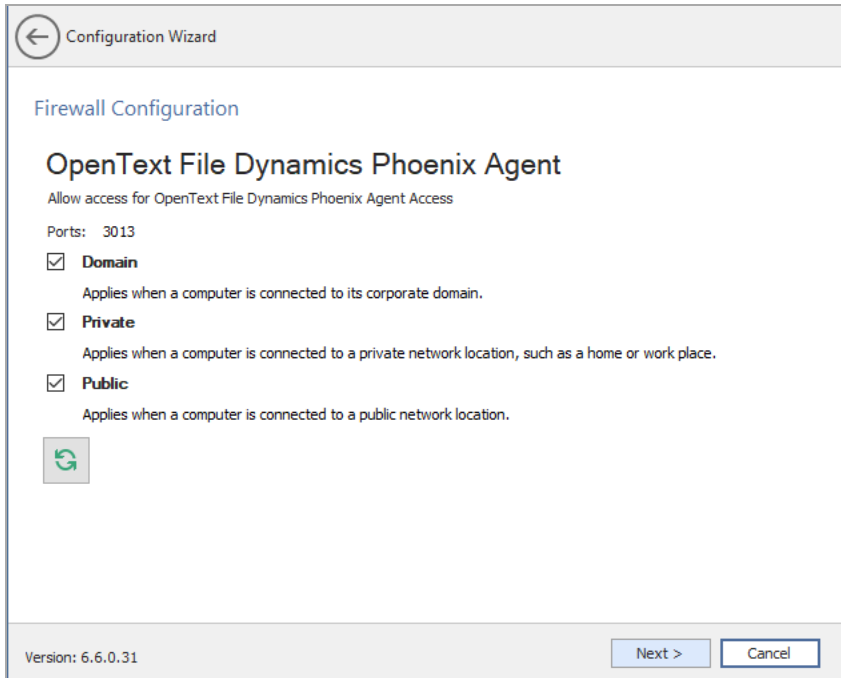 Configuration Wizard
Firewall Configuration
OpenText File Dynamics Phoenix Agent
Allow access for OpenText File Dynamics Phoenix Agent Access
Ports: 3013
Domain
Applies when a computer is connected to its corporate domain.
Private
Applies when a computer is connected to a private network location, such as a home or work place.
Public
Applies when a computer is connected to a public network location.
Version: 6.6.0.31
Next >
Cancel